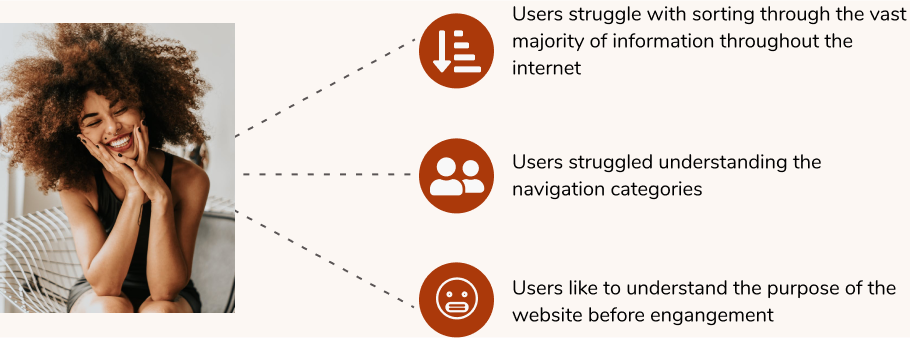 Users struggle with sorting through the vast
majority of information throughout the
internet
Users struggled understanding the
navigation categories
Users like to understand the purpose of the
website before engangement